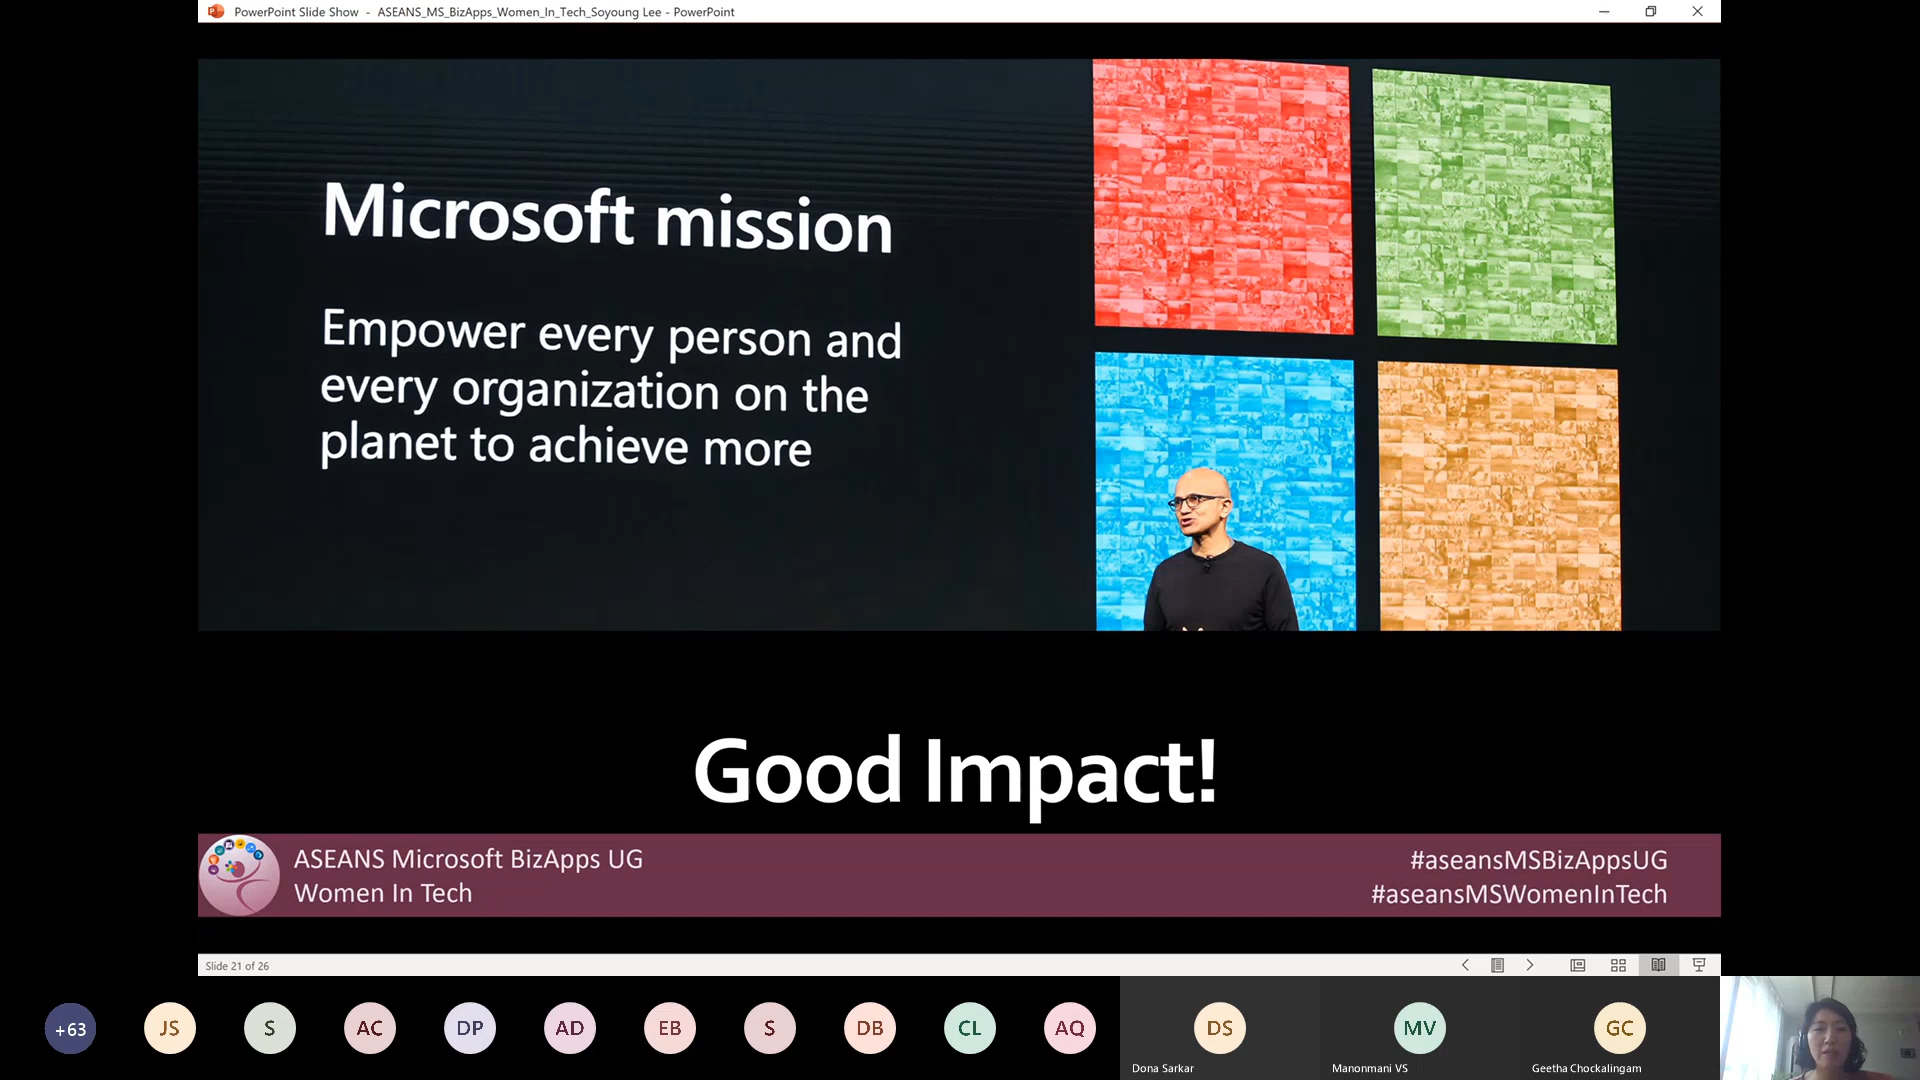 PowerPoint Slide Show - ASEANS_MS_BizApps_Women_In_Tech_Soyoung Lee - PowerPoint
Microsoft mission
Empower every person and
every organization on the
planet to achieve more
Good Impact!
ASEANS Microsoft BizApps UG
Women In Tech
#aseansMSBizAppsUG
#aseansMSWomenInTech
Slide 21 of 26
+63
JS
S
AC
DP
AD
EB
S
DB
CL
AQ
DS
MV
GC
Dona Sarkar
Manonmani VS
Geetha Chockalingam